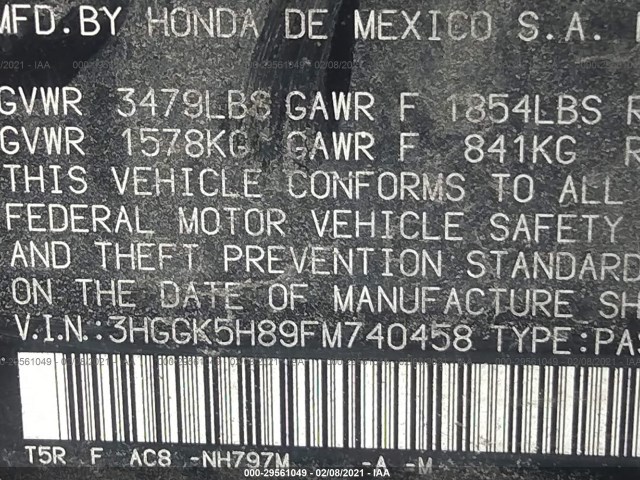 MFD.BY HONDA DE MEXICO S.A.
GVWR 3479LBS GAWR F 1854LBS R
GVWR 1578KG GAWR F 841KG R
THIS VEHICLE CONFORMS TO ALL
FEDERAL MOTOR VEHICLE SAFETY
AND THEFT PREVENTION STANDARD
ON THE DATE OF MANUFACTURE SH
V.I.N.:3HGGK5H89FM740458 TYPE:PAS
T5R F AC8 -NH797M -A -M
000-29561049 - 02/08/2021 - IAA